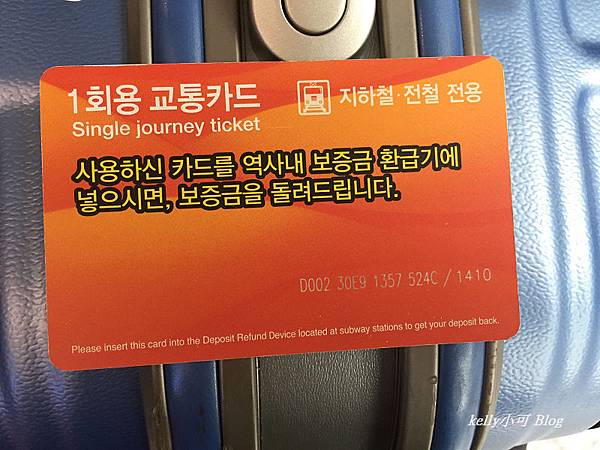 1회용 교통카드
Single journey ticket
지하철·전철 전용
사용하신 카드를 역사내 보증금 환급기에
넣으시면, 보증금을 돌려드립니다.
D002 30E9 1357 524C / 1410
Please insert this card into the Deposit Refund Device located at subway stations to get your deposit back.
kelly小可 Blog